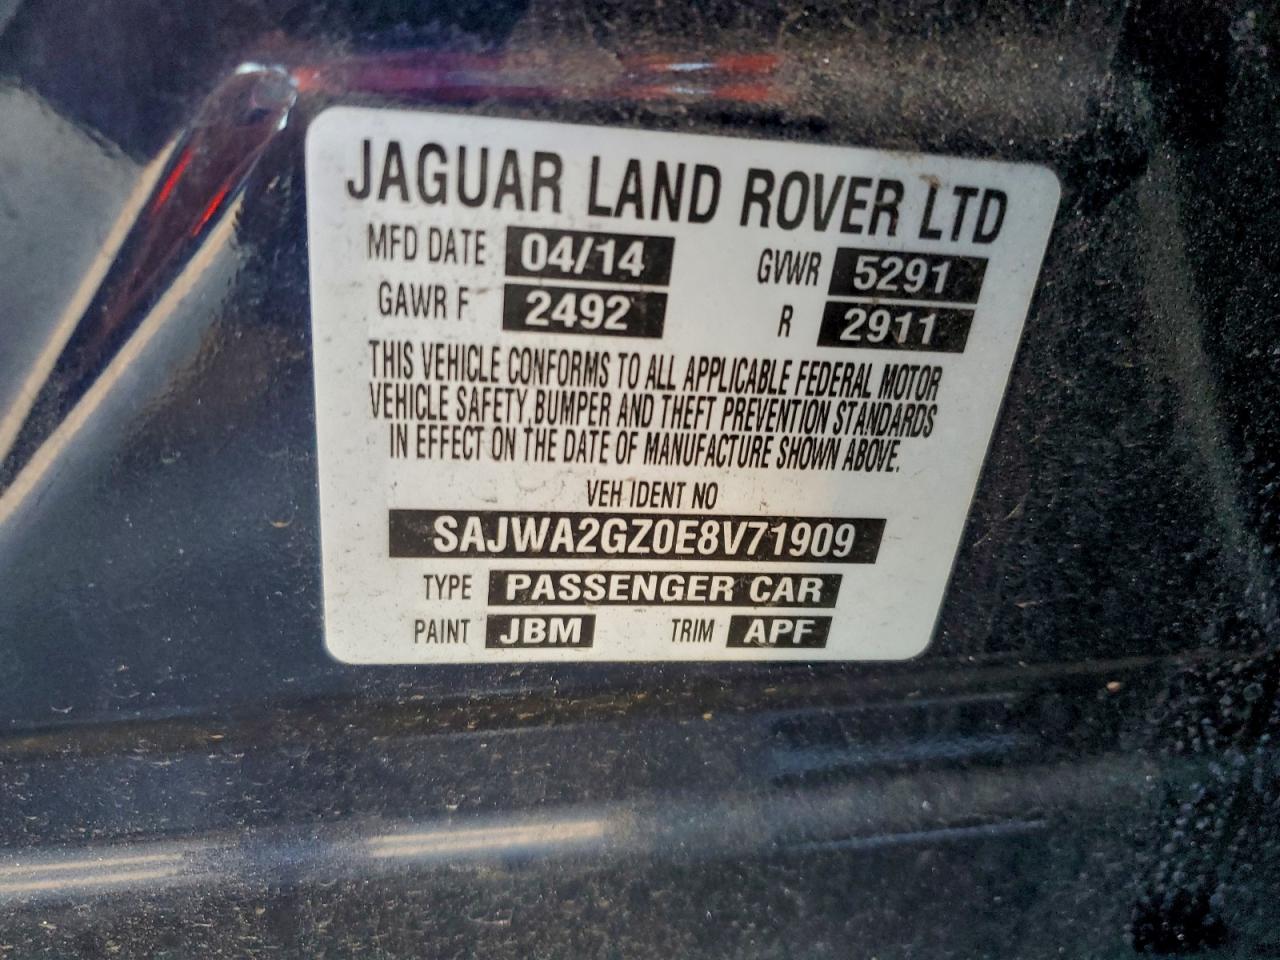 JAGUAR LAND ROVER LTD
MFD DATE 04/14 GVWR 5291
GAWR F 2492 R 2911
THIS VEHICLE CONFORMS TO ALL APPLICABLE FEDERAL MOTOR
VEHICLE SAFETY, BUMPER AND THEFT PREVENTION STANDARDS
IN EFFECT ON THE DATE OF MANUFACTURE SHOWN ABOVE.
VEH IDENT NO
SAJWA2GZ0E8V71909
TYPE PASSENGER CAR
PAINT JBM TRIM APF